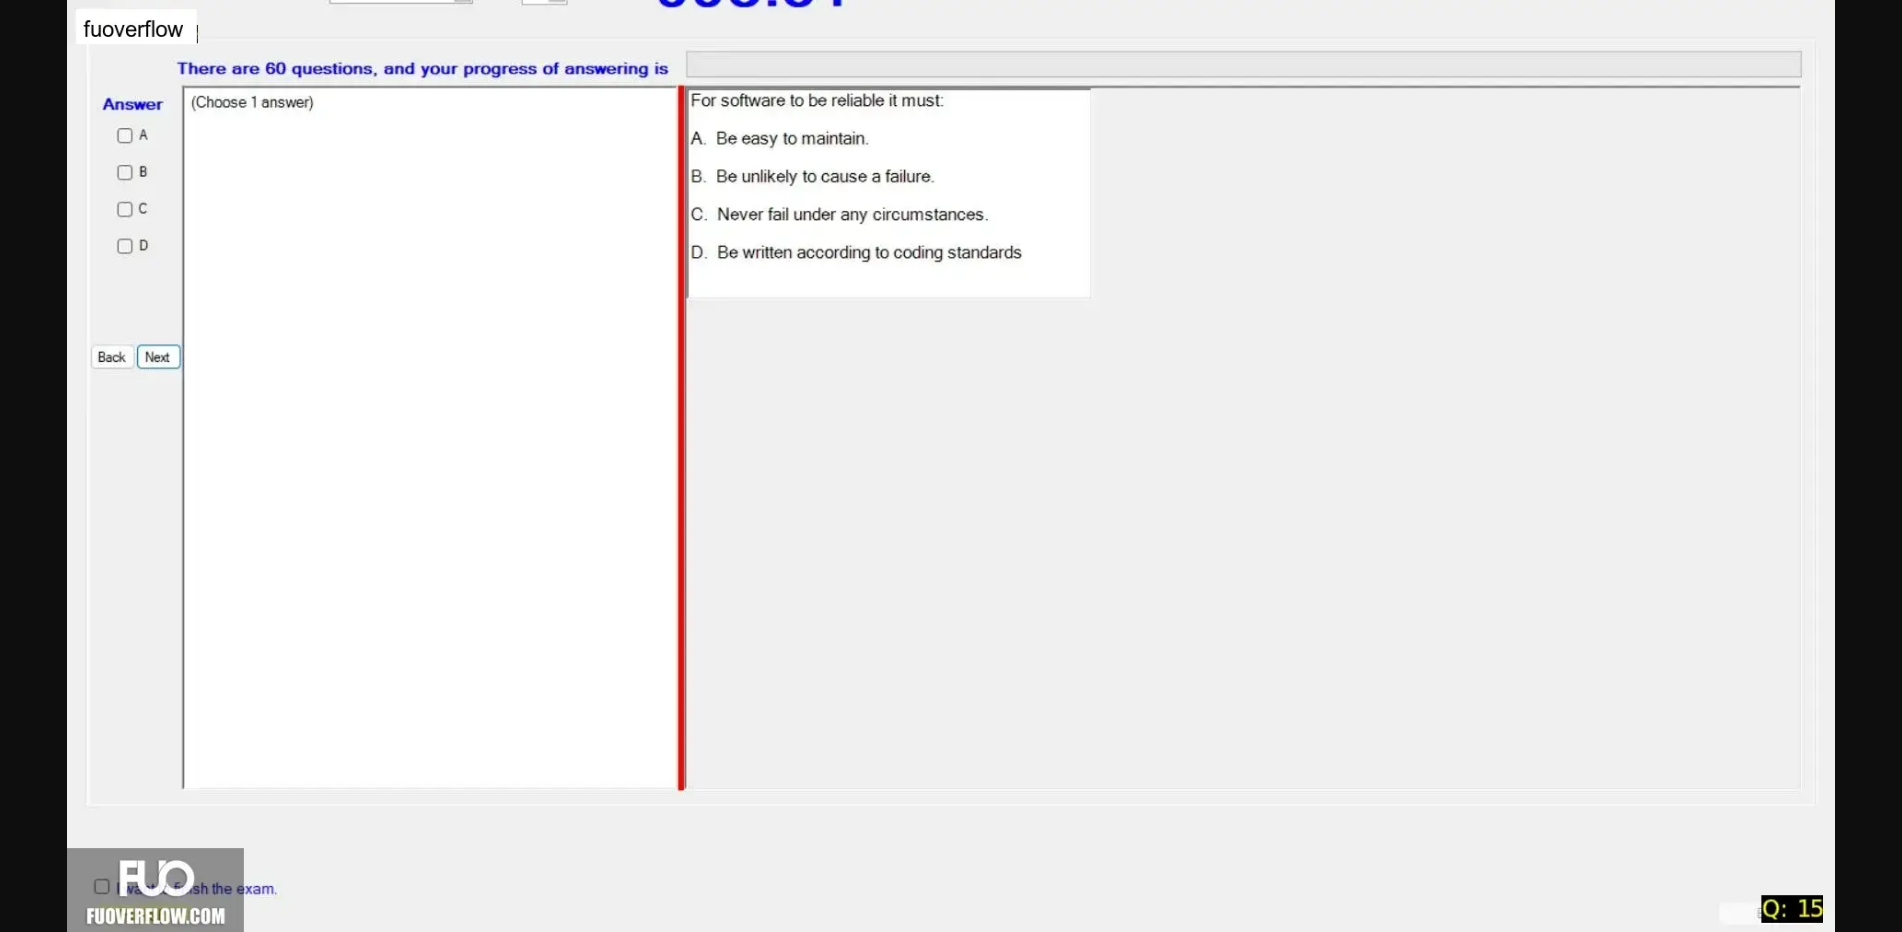 fuoverflow
There are 60 questions, and your progress of answering is
Answer
(Choose 1 answer)
For software to be reliable it must:
A
A. Be easy to maintain.
B
B. Be unlikely to cause a failure.
C
C. Never fail under any circumstances.
D
D. Be written according to coding standards
Back Next
FUO
sh the exam.
FUOVERFLOW.COM
Q: 15